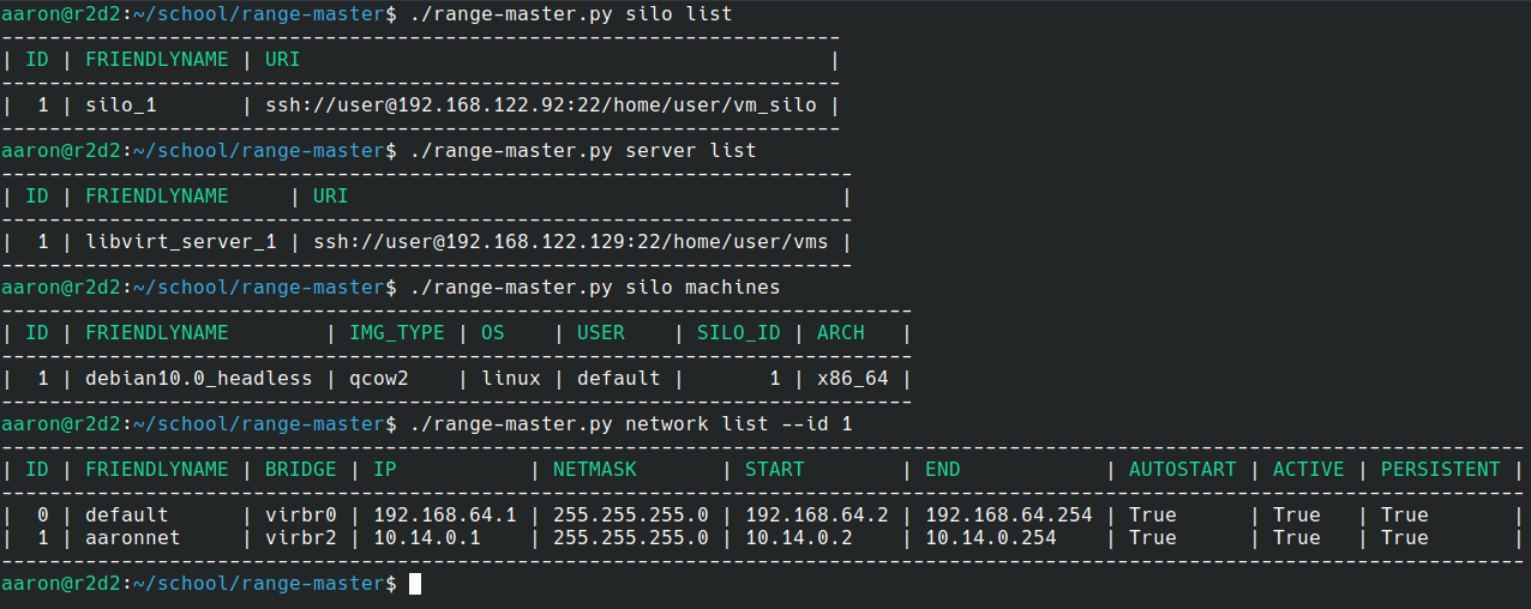 aaron@r2d2:~/school/range-master$ ./range-master.py silo list
----------------------------------------------------------------------
| ID | FRIENDLYNAME | URI                                            |
----------------------------------------------------------------------
|  1 | silo_1       | ssh://user@192.168.122.92:22/home/user/vm_silo |
----------------------------------------------------------------------
aaron@r2d2:~/school/range-master$ ./range-master.py server list
-----------------------------------------------------------------------
| ID | FRIENDLYNAME     | URI                                         |
-----------------------------------------------------------------------
|  1 | libvirt_server_1 | ssh://user@192.168.122.129:22/home/user/vms |
-----------------------------------------------------------------------
aaron@r2d2:~/school/range-master$ ./range-master.py silo machines
----------------------------------------------------------------------------
| ID | FRIENDLYNAME        | IMG_TYPE | OS    | USER    | SILO_ID | ARCH   |
----------------------------------------------------------------------------
|  1 | debian10.0_headless | qcow2    | linux | default |       1 | x86_64 |
----------------------------------------------------------------------------
aaron@r2d2:~/school/range-master$ ./range-master.py network list --id 1
-------------------------------------------------------------------------------------------------------------------------------
| ID | FRIENDLYNAME | BRIDGE | IP           | NETMASK       | START        | END            | AUTOSTART | ACTIVE | PERSISTENT |
-------------------------------------------------------------------------------------------------------------------------------
|  0 | default      | virbr0 | 192.168.64.1 | 255.255.255.0 | 192.168.64.2 | 192.168.64.254 | True      | True   | True       |
|  1 | aaronnet     | virbr2 | 10.14.0.1    | 255.255.255.0 | 10.14.0.2    | 10.14.0.254    | True      | True   | True       |
-------------------------------------------------------------------------------------------------------------------------------
aaron@r2d2:~/school/range-master$